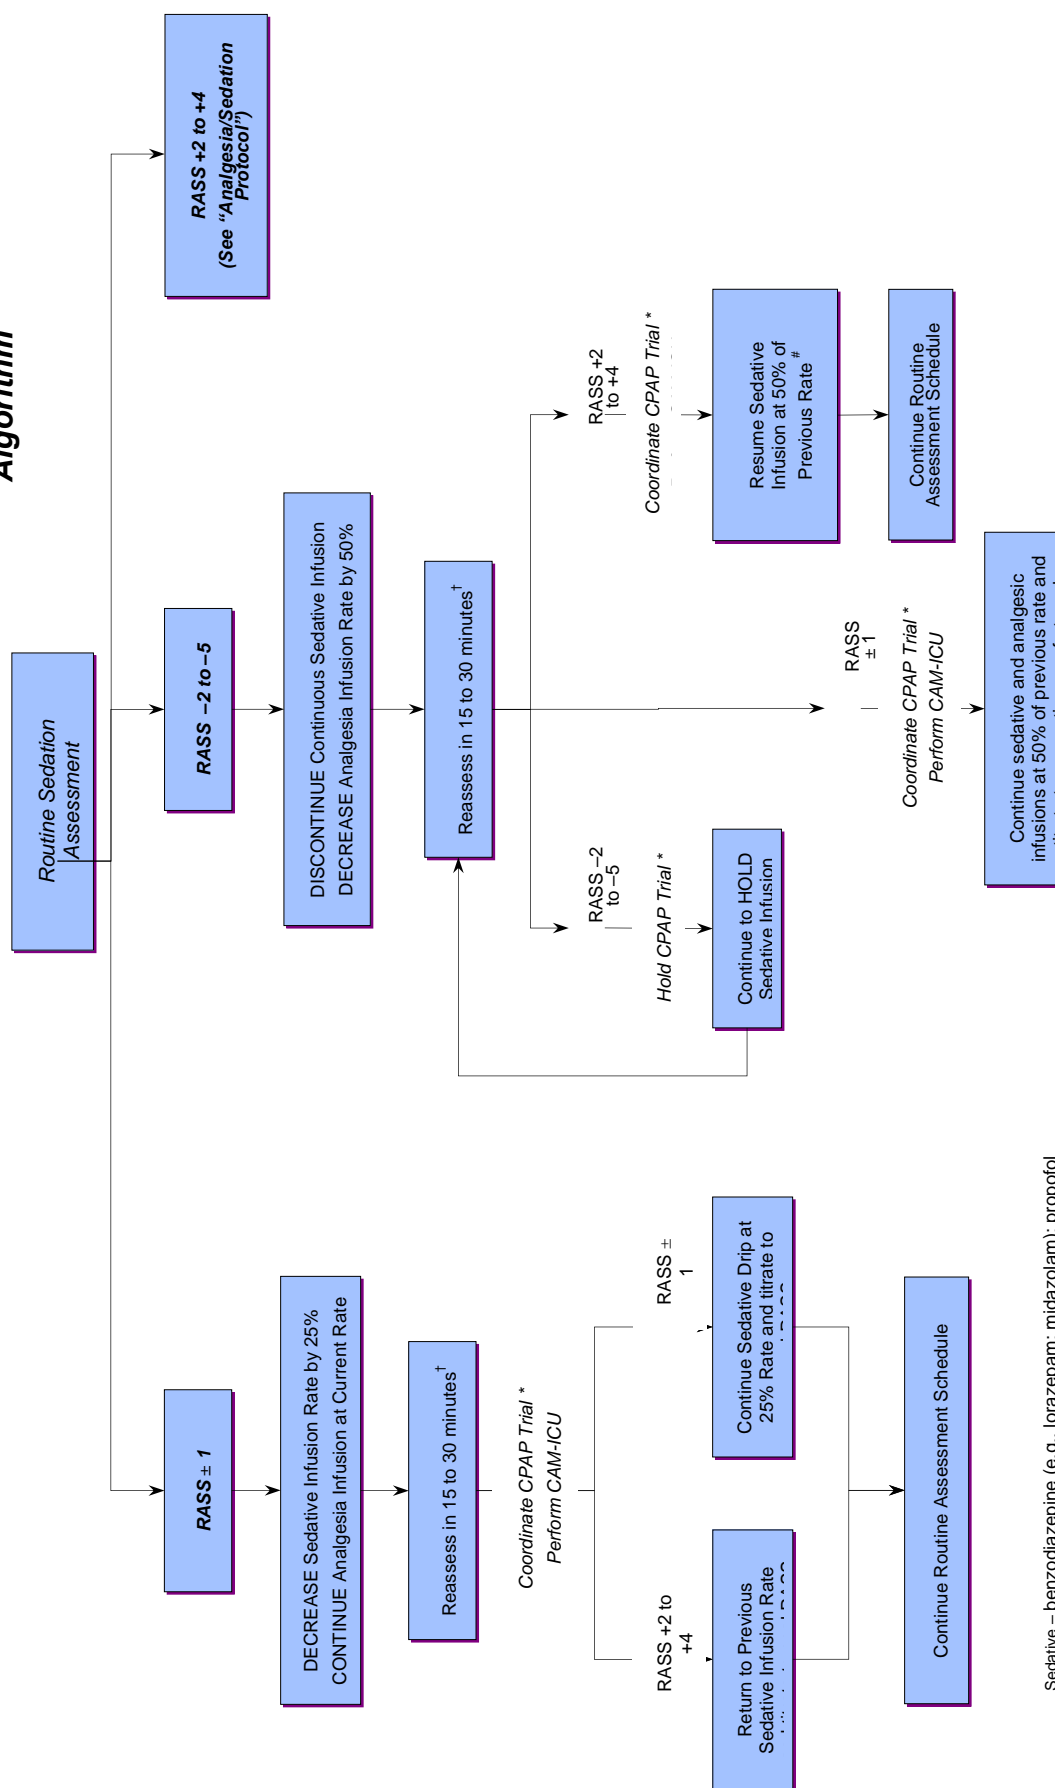 Algorithm
Routine Sedation
Assessment
RASS ± 1
DECREASE Sedative Infusion Rate by 25%
CONTINUE Analgesia Infusion at Current Rate
Reassess in 15 to 30 minutes†
Coordinate CPAP Trial *
Perform CAM-ICU
RASS +2 to
+4
Return to Previous
Sedative Infusion Rate
RASS ±
1
Continue Sedative Drip at
25% Rate and titrate to
Continue Routine Assessment Schedule
RASS –2 to –5
DISCONTINUE Continuous Sedative Infusion
DECREASE Analgesia Infusion Rate by 50%
Reassess in 15 to 30 minutes†
RASS –2
to –5
Hold CPAP Trial *
Continue to HOLD
Sedative Infusion
RASS
± 1
Coordinate CPAP Trial *
Perform CAM-ICU
Continue sedative and analgesic
infusions at 50% of previous rate and
RASS +2
to +4
Coordinate CPAP Trial *
Resume Sedative
Infusion at 50% of
Previous Rate #
Continue Routine
Assessment Schedule
RASS +2 to +4
(See “Analgesia/Sedation
Protocol”)
Sedative – benzodiazepine (e.g., lorazepam; midazolam); propofol